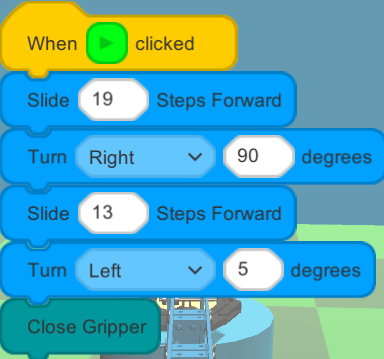 When clicked
Slide 19 Steps Forward
Turn Right 90 degrees
Slide 13 Steps Forward
Turn Left 5 degrees
Close Gripper